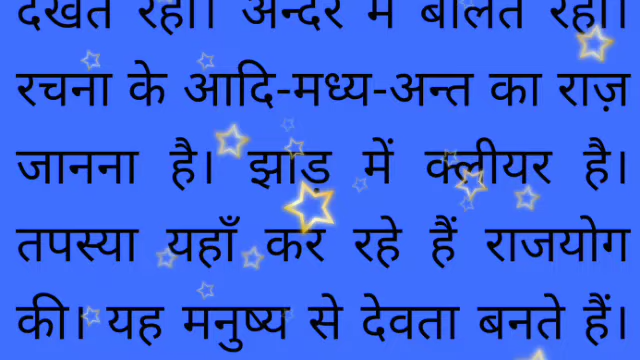 देखते रहो। अन्दर में बोलते रहो।
रचना के आदि-मध्य-अन्त का राज़
जानना है। झाड़ में क्लीयर है।
तपस्या यहाँ कर रहे हैं राजयोग
की। यह मनुष्य से देवता बनते हैं।